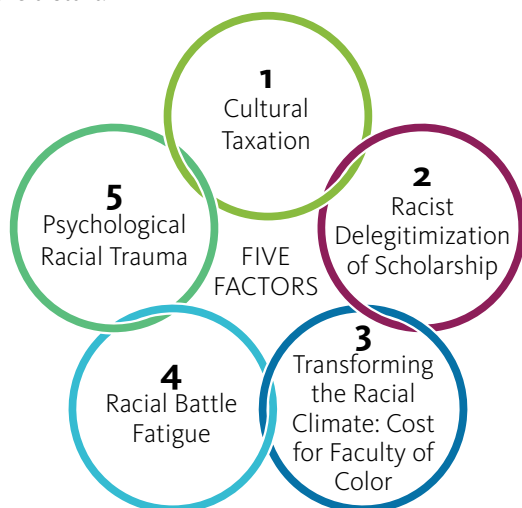 1
Cultural
Taxation
2
Racist
Delegitimization
of Scholarship
3
Transforming
the Racial
Climate: Cost
for Faculty of
Color
4
Racial Battle
Fatigue
5
Psychological
Racial Trauma
FIVE
FACTORS